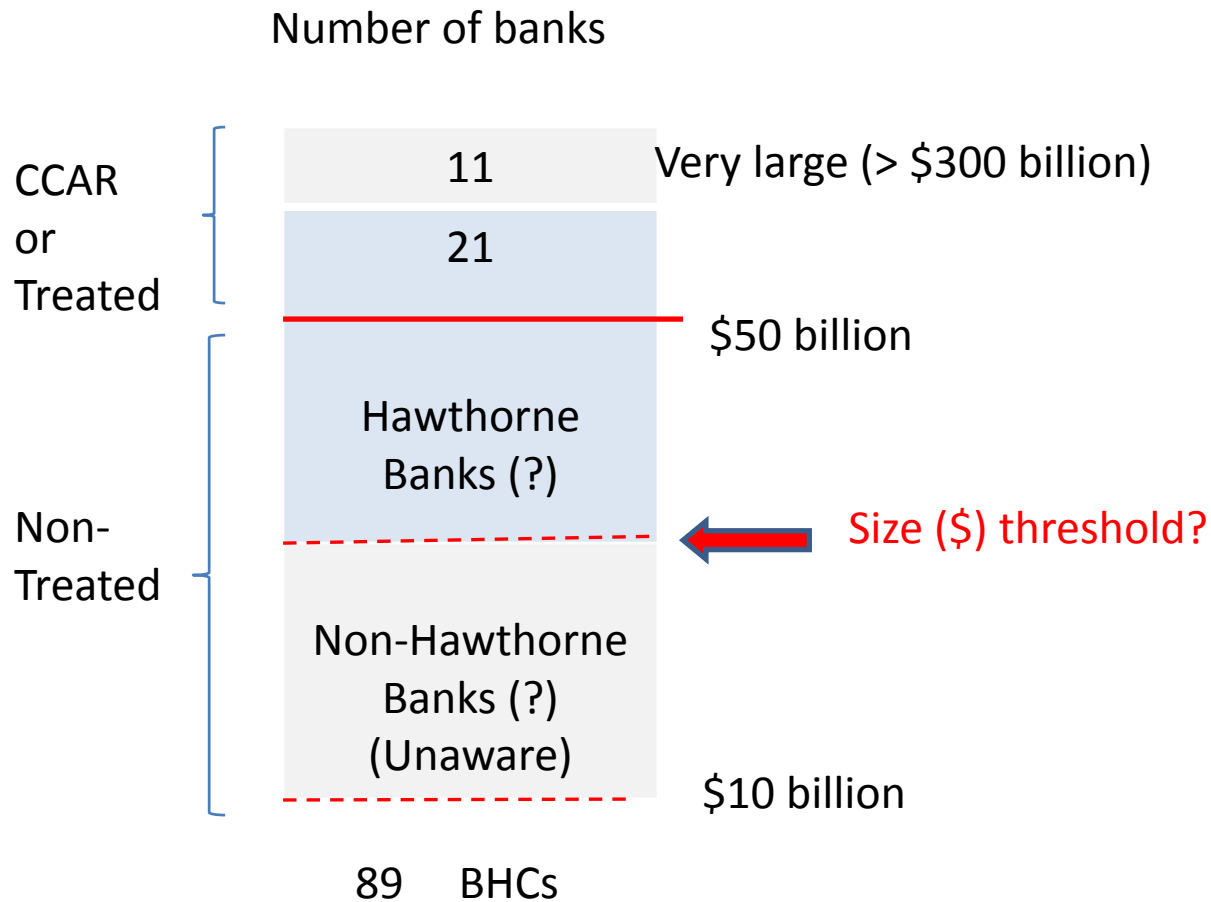 Number of banks
CCAR
or
Treated
11
Very large (> $300 billion)
21
$50 billion
Hawthorne
Banks (?)
Size ($) threshold?
Non-
Treated
Non-Hawthorne
Banks (?)
(Unaware)
$10 billion
89 BHCs